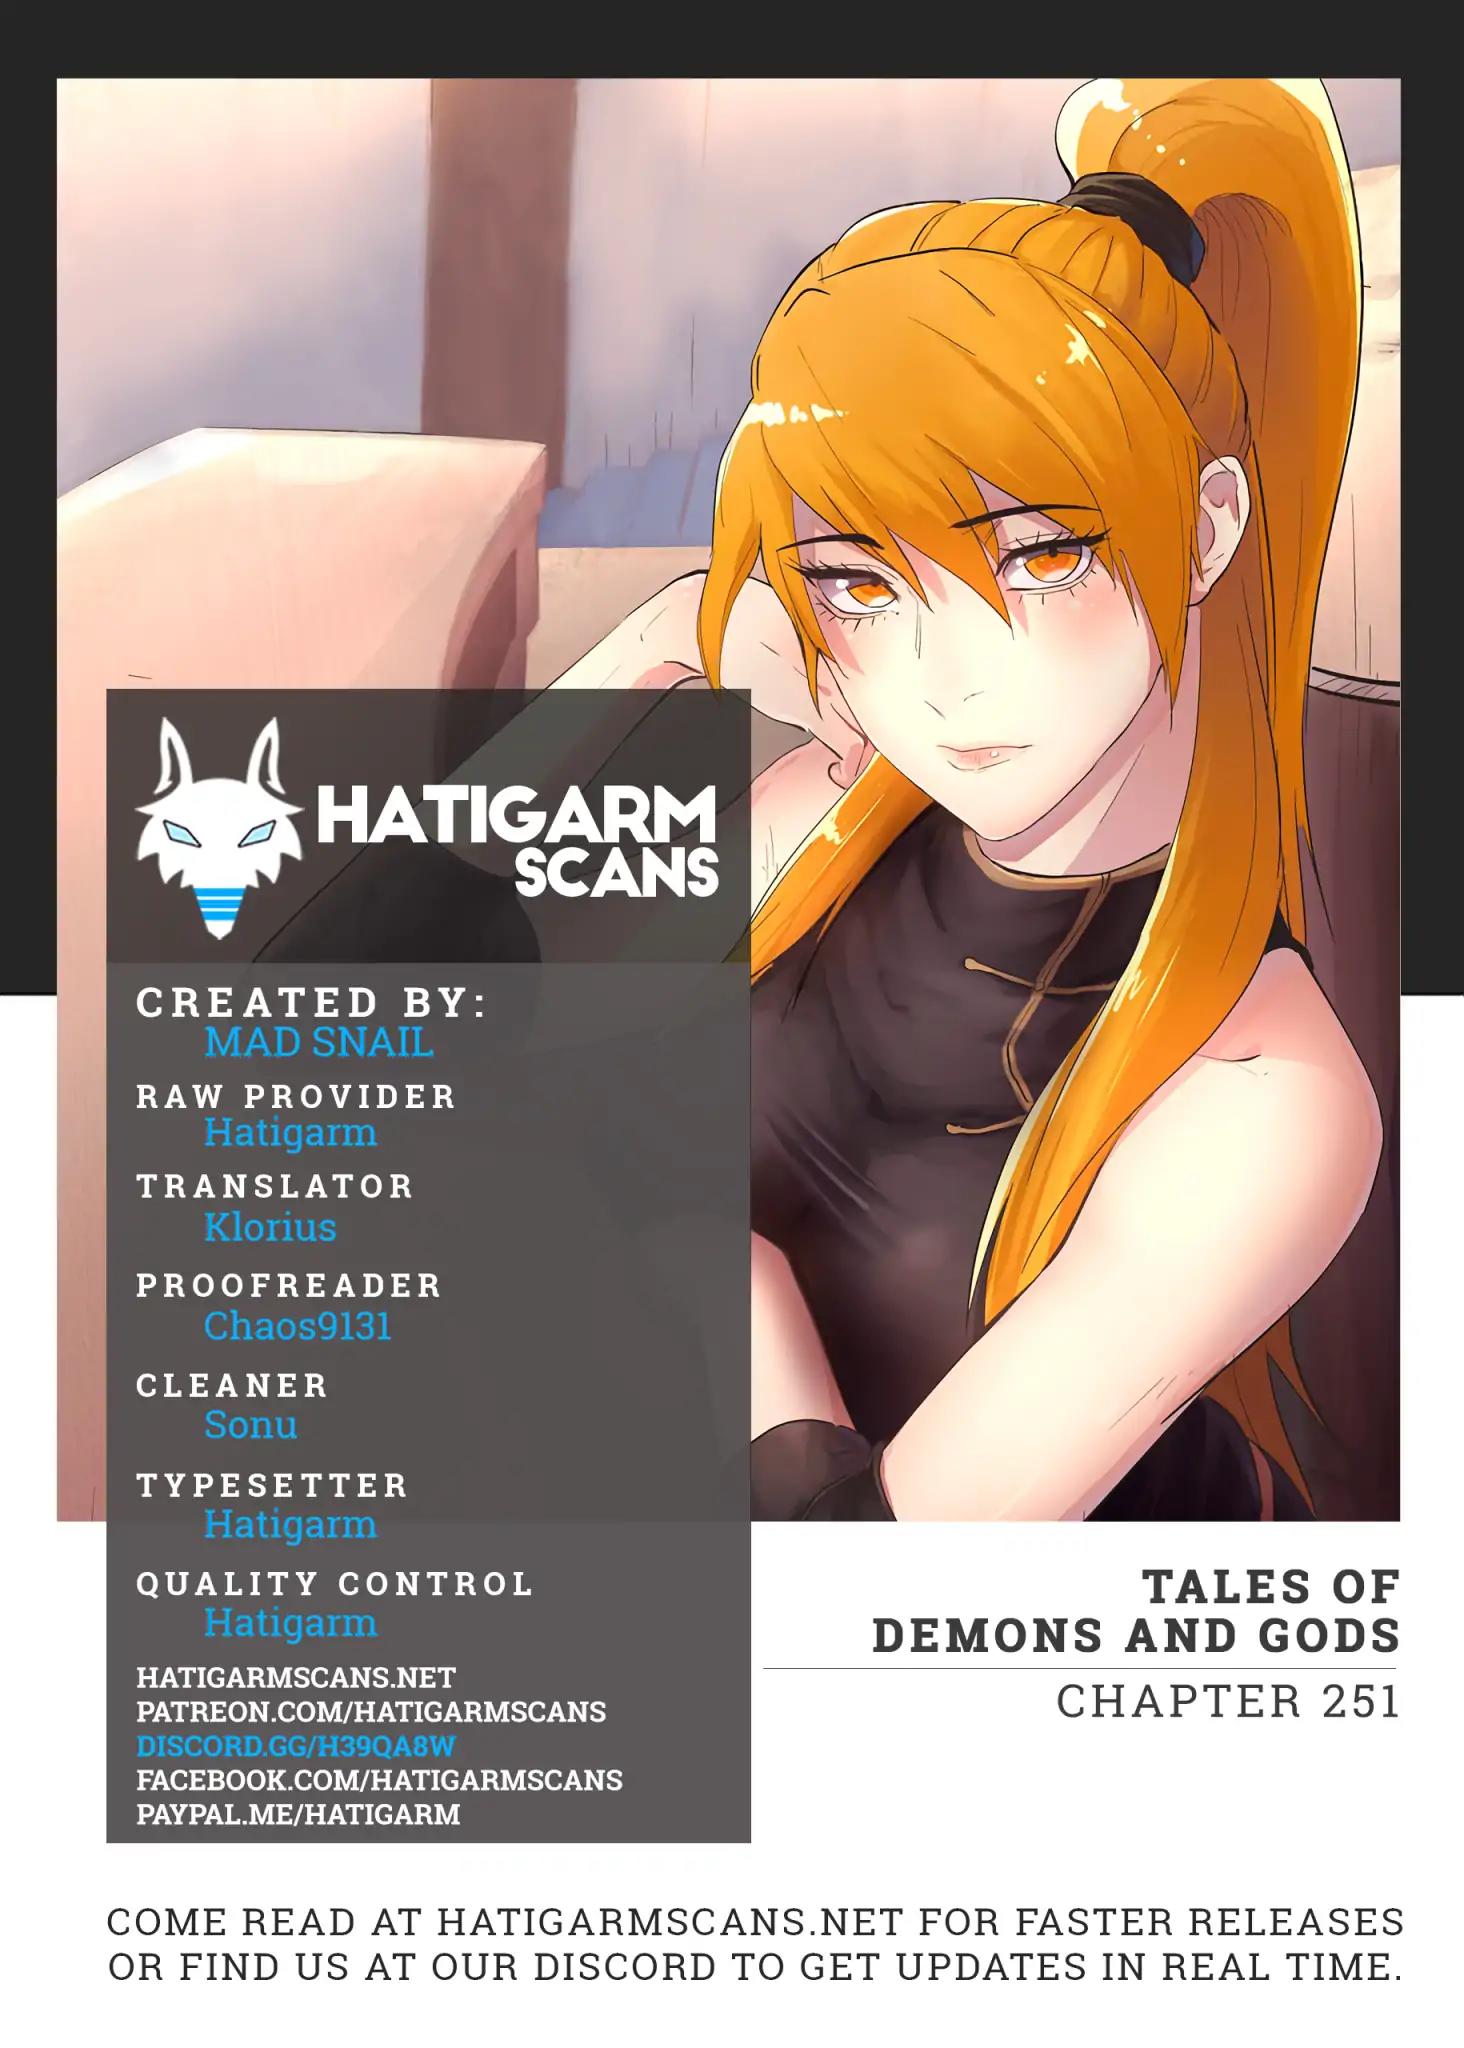 HATIGARM
SCANS
CREATED BY:
MAD SNAIL
RAW PROVIDER
Hatigarm
TRANSLATOR
Klorius
PROOFREADER
Chaos9131
CLEANER
Sonu
TYPESETTER
Hatigarm
QUALITY CONTROL
Hatigarm
HATIGARMSCANS.NET
PATREON.COM/HATIGARMSCANS
DISCORD.GG/H39QA8W
FACEBOOK.COM/HATIGARMSCANS
PAYPAL.ME/HATIGARM
TALES OF
DEMONS AND GODS
CHAPTER 251
COME READ AT HATIGARMSCANS.NET FOR FASTER RELEASES
OR FIND US AT OUR DISCORD TO GET UPDATES IN REAL TIME.